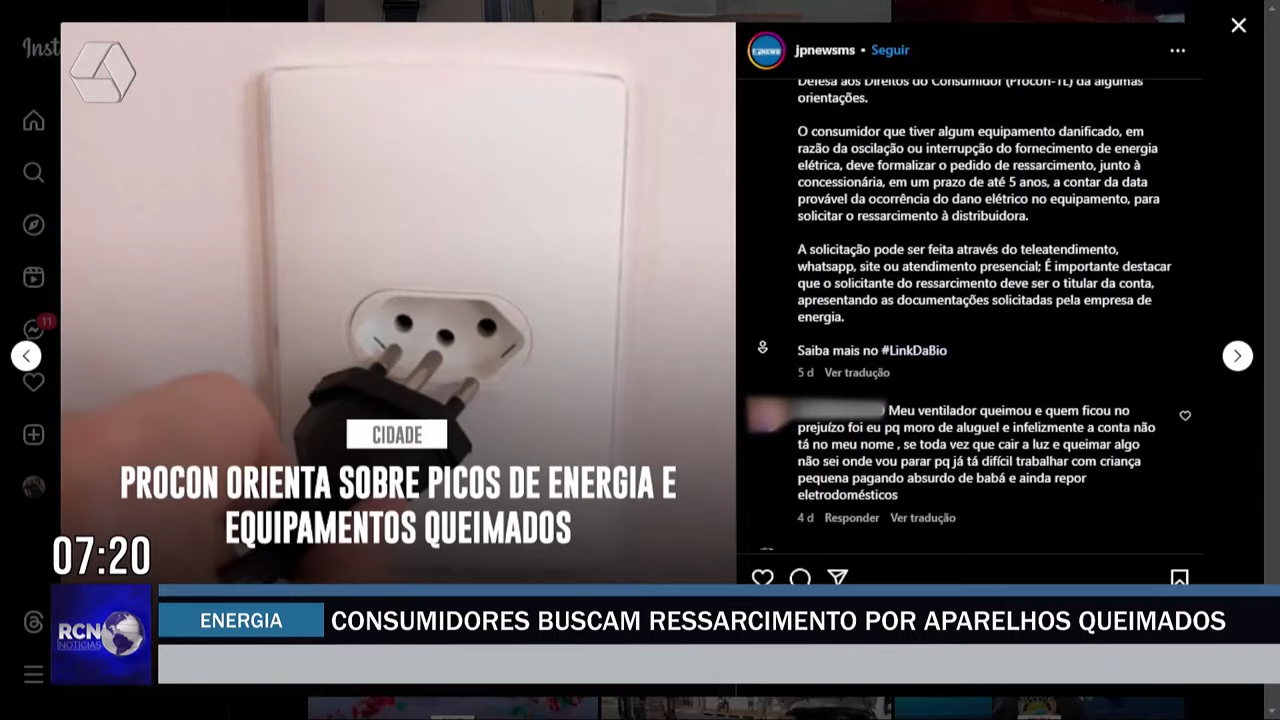 Inst
jpnewsms • Seguir
Defesa aos Direitos do Consumidor (Procon-TL) dá algumas
orientações.
O consumidor que tiver algum equipamento danificado, em
razão da oscilação ou interrupção do fornecimento de energia
elétrica, deve formalizar o pedido de ressarcimento, junto à
concessionária, em um prazo de até 5 anos, a contar da data
provável da ocorrência do dano elétrico no equipamento, para
solicitar o ressarcimento à distribuidora.
A solicitação pode ser feita através do teleatendimento,
whatsapp, site ou atendimento presencial; É importante destacar
que o solicitante do ressarcimento deve ser o titular da conta,
apresentando as documentações solicitadas pela empresa de
energia.
Saiba mais no #LinkDaBio
5 d Ver tradução
Meu ventilador queimou e quem ficou no
prejuízo foi eu pq moro de aluguel e infelizmente a conta não
tá no meu nome , se toda vez que cair a luz e queimar algo
não sei onde vou parar pq já tá difícil trabalhar com criança
pequena pagando absurdo de babá e ainda repor
eletrodomésticos
4 d Responder Ver tradução
11
CIDADE
PROCON ORIENTA SOBRE PICOS DE ENERGIA E
EQUIPAMENTOS QUEIMADOS
07:20
RCN
NOTÍCIAS
ENERGIA
CONSUMIDORES BUSCAM RESSARCIMENTO POR APARELHOS QUEIMADOS